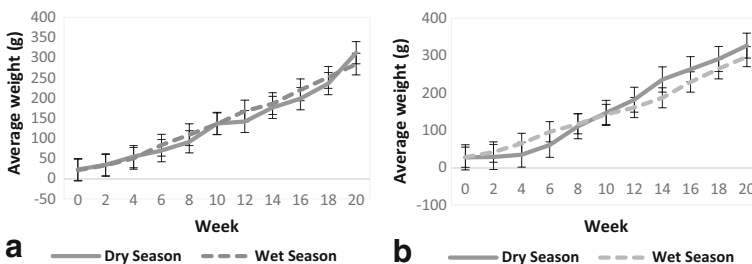 400
350
300
250
200
150
100
50
0
-50
Average weight (g)
0 2 4 6 8 10 12 14 16 18 20
Week
a Dry Season Wet Season
400
300
200
100
0
-100
Average weight (g)
0 2 4 6 8 10 12 14 16 18 20
Week
b Dry Season Wet Season